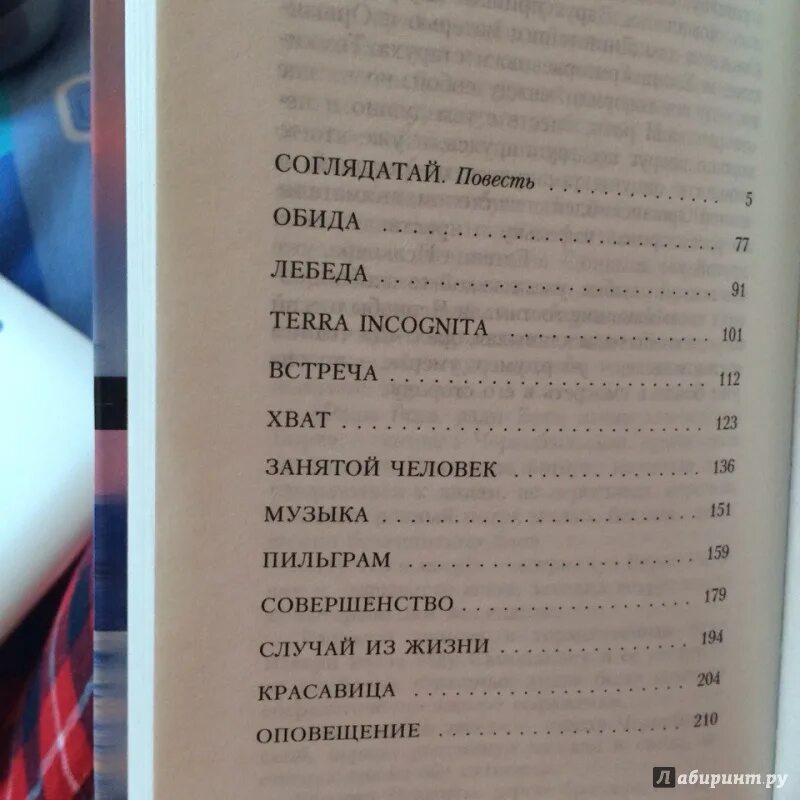 СОГЛЯДАТАЙ. Повесть . . . . . . . . . . . . . 5
ОБИДА . . . . . . . . . . . . . . . . . . . . . . . . . 77
ЛЕБЕДА . . . . . . . . . . . . . . . . . . . . . . . . 91
TERRA INCOGNITA . . . . . . . . . . . . . . . . 101
ВСТРЕЧА . . . . . . . . . . . . . . . . . . . . . . . 112
ХВАТ . . . . . . . . . . . . . . . . . . . . . . . . . . 123
ЗАНЯТОЙ ЧЕЛОВЕК . . . . . . . . . . . . . . . 136
МУЗЫКА . . . . . . . . . . . . . . . . . . . . . . . . 151
ПИЛЬГРАМ . . . . . . . . . . . . . . . . . . . . . . 159
СОВЕРШЕНСТВО . . . . . . . . . . . . . . . . . . 179
СЛУЧАЙ ИЗ ЖИЗНИ . . . . . . . . . . . . . . . 194
КРАСАВИЦА . . . . . . . . . . . . . . . . . . . . . 204
ОПОВЕЩЕНИЕ . . . . . . . . . . . . . . . . . . . . 210
Лабиринт.ру